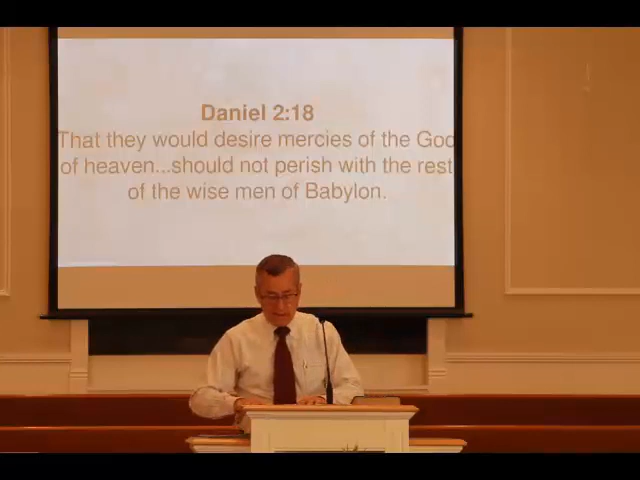 Daniel 2:18
That they would desire mercies of the God
of heaven...should not perish with the rest
of the wise men of Babylon.